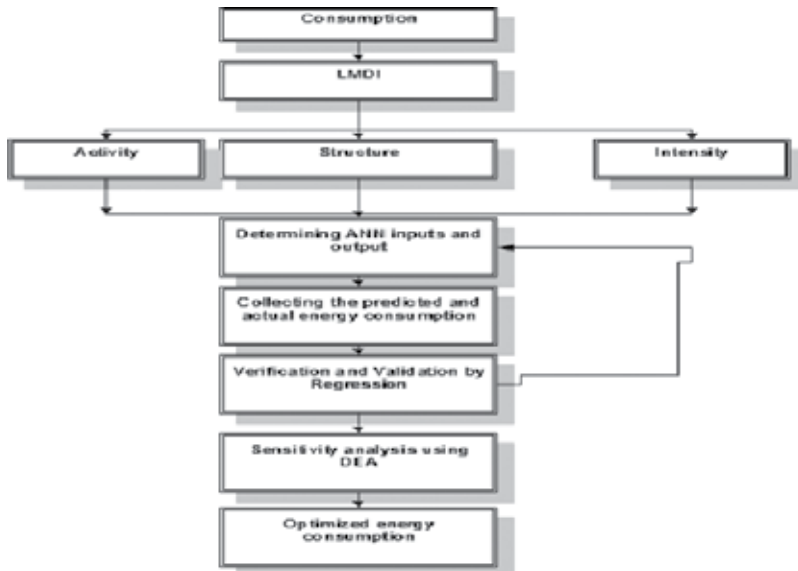 Consumption
LMDI
Activity
Structure
Intensity
Determining ANN inputs and
output
Collecting the predicted and
actual energy consumption
Verification and Validation by
Regression
Sensitivity analysis using
DEA
Optimized energy
consumption